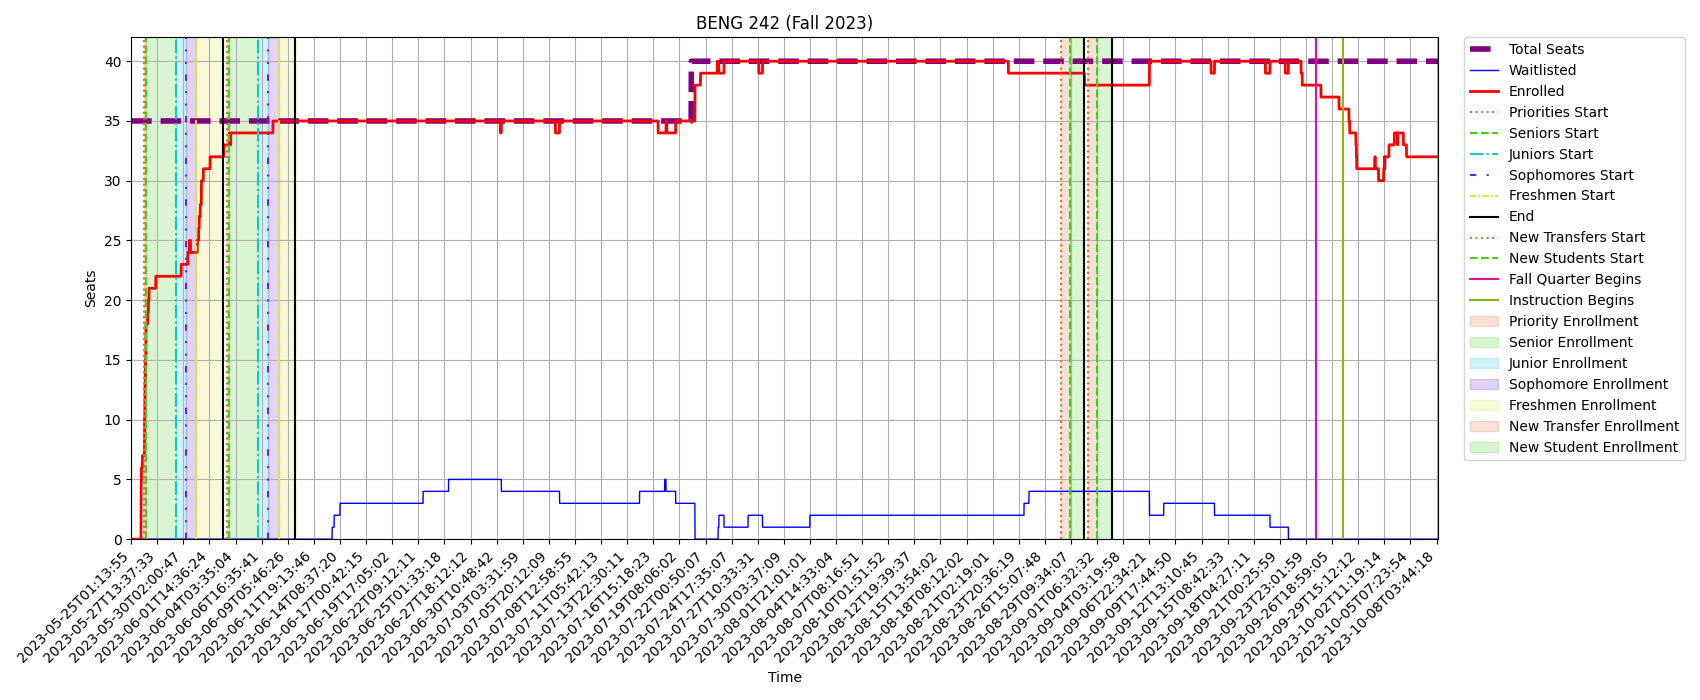 BENG 242 (Fall 2023)
Seats
40
35
30
25
20
15
10
5
0
2023-05-25T01:13:55
2023-05-27T13:37:33
2023-05-30T02:00:47
2023-06-01T14:36:24
2023-06-04T03:35:04
2023-06-06T16:35:41
2023-06-09T05:46:26
2023-06-11T19:13:46
2023-06-14T08:37:20
2023-06-17T00:42:15
2023-06-19T17:05:02
2023-06-22T09:12:11
2023-06-25T01:33:18
2023-06-27T18:12:12
2023-06-30T10:48:42
2023-07-03T03:31:59
2023-07-05T20:12:09
2023-07-08T12:58:55
2023-07-11T05:42:13
2023-07-13T22:30:11
2023-07-16T15:18:23
2023-07-19T08:06:02
2023-07-22T00:50:07
2023-07-24T17:35:07
2023-07-27T10:33:31
2023-07-30T03:37:09
2023-08-01T21:01:01
2023-08-04T14:33:04
2023-08-07T08:16:51
2023-08-10T01:51:52
2023-08-12T19:39:37
2023-08-15T13:54:02
2023-08-18T08:12:02
2023-08-21T02:19:01
2023-08-23T20:36:19
2023-08-26T15:07:48
2023-08-29T09:34:07
2023-09-01T06:32:32
2023-09-04T03:19:58
2023-09-06T22:34:21
2023-09-09T17:44:50
2023-09-12T13:10:45
2023-09-15T08:42:33
2023-09-18T04:27:11
2023-09-21T00:25:59
2023-09-23T23:01:59
2023-09-26T18:59:05
2023-09-29T15:12:12
2023-10-02T11:19:14
2023-10-05T07:23:54
2023-10-08T03:44:18
Time
Total Seats
Waitlisted
Enrolled
Priorities Start
Seniors Start
Juniors Start
Sophomores Start
Freshmen Start
End
New Transfers Start
New Students Start
Fall Quarter Begins
Instruction Begins
Priority Enrollment
Senior Enrollment
Junior Enrollment
Sophomore Enrollment
Freshmen Enrollment
New Transfer Enrollment
New Student Enrollment